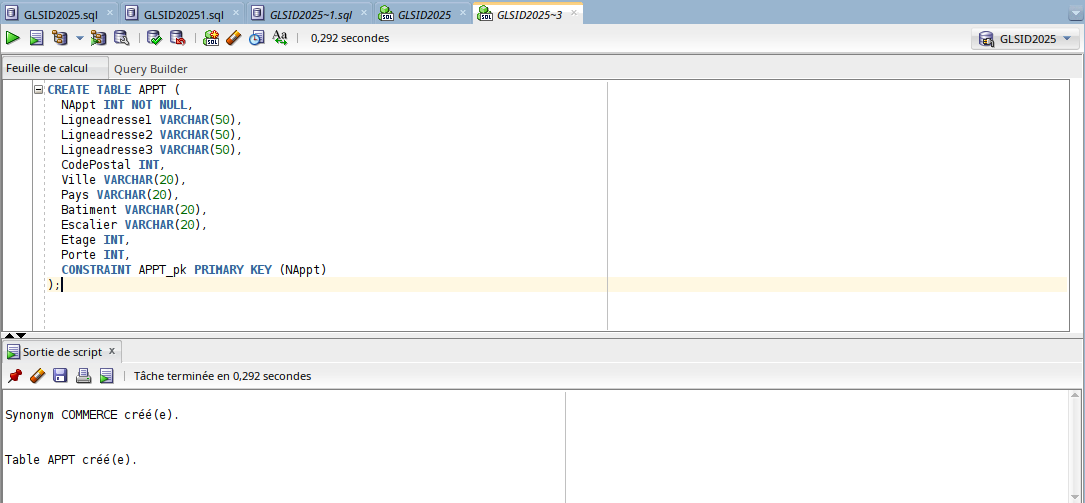 GLSID2025.sql GLSID20251.sql GLSID2025~1.sql GLSID2025 GLSID2025~3
0,292 secondes GLSID2025
Feuille de calcul Query Builder
CREATE TABLE APPT (
NAppt INT NOT NULL,
Ligneadresse1 VARCHAR(50),
Ligneadresse2 VARCHAR(50),
Ligneadresse3 VARCHAR(50),
CodePostal INT,
Ville VARCHAR(20),
Pays VARCHAR(20),
Batiment VARCHAR(20),
Escalier VARCHAR(20),
Etage INT,
Porte INT,
CONSTRAINT APPT_pk PRIMARY KEY (NAppt)
);
Sortie de script x
Tâche terminée en 0,292 secondes
Synonym COMMERCE créé(e).
Table APPT créé(e).